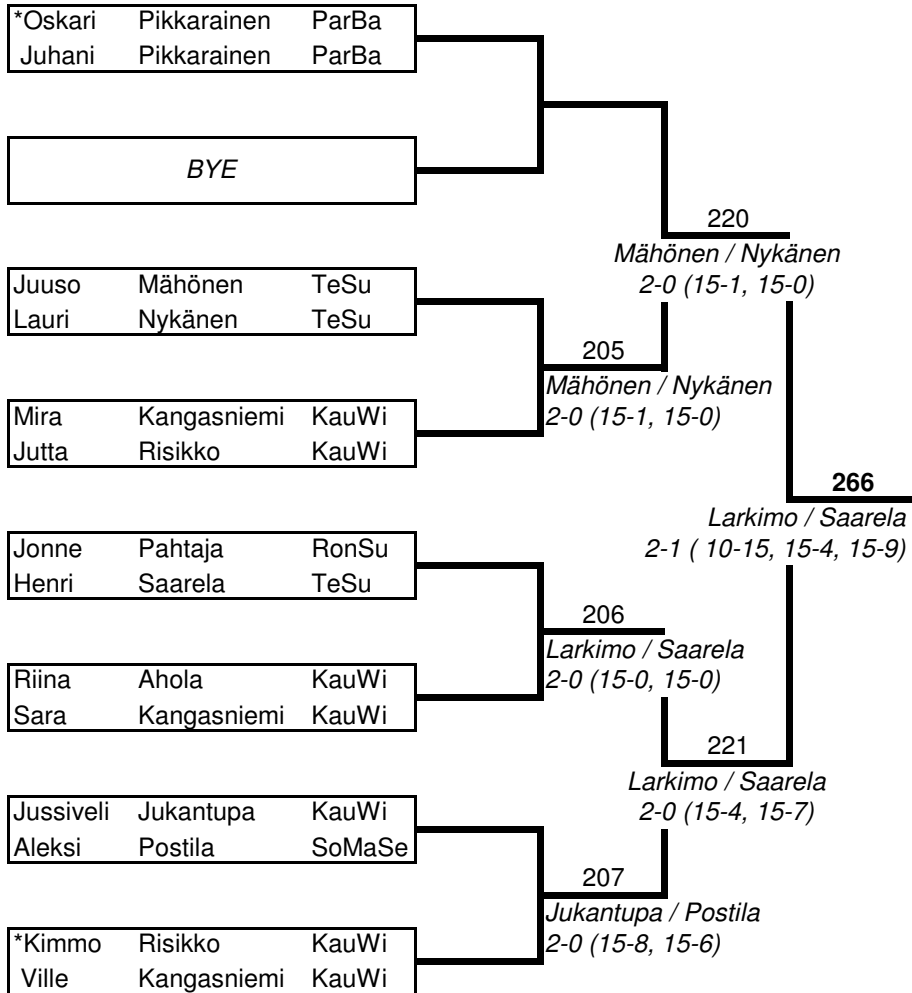 *Oskari Pikkarainen ParBa
Juhani Pikkarainen ParBa
BYE
220
Mähönen / Nykänen
2-0 (15-1, 15-0)
Juuso Mähönen TeSu
Lauri Nykänen TeSu
205
Mähönen / Nykänen
2-0 (15-1, 15-0)
Mira Kangasniemi KauWi
Jutta Risikko KauWi
266
Larkimo / Saarela
2-1 ( 10-15, 15-4, 15-9)
Jonne Pahtaja RonSu
Henri Saarela TeSu
206
Larkimo / Saarela
2-0 (15-0, 15-0)
Riina Ahola KauWi
Sara Kangasniemi KauWi
221
Larkimo / Saarela
2-0 (15-4, 15-7)
Jussiveli Jukantupa KauWi
Aleksi Postila SoMaSe
207
Jukantupa / Postila
2-0 (15-8, 15-6)
*Kimmo Risikko KauWi
Ville Kangasniemi KauWi